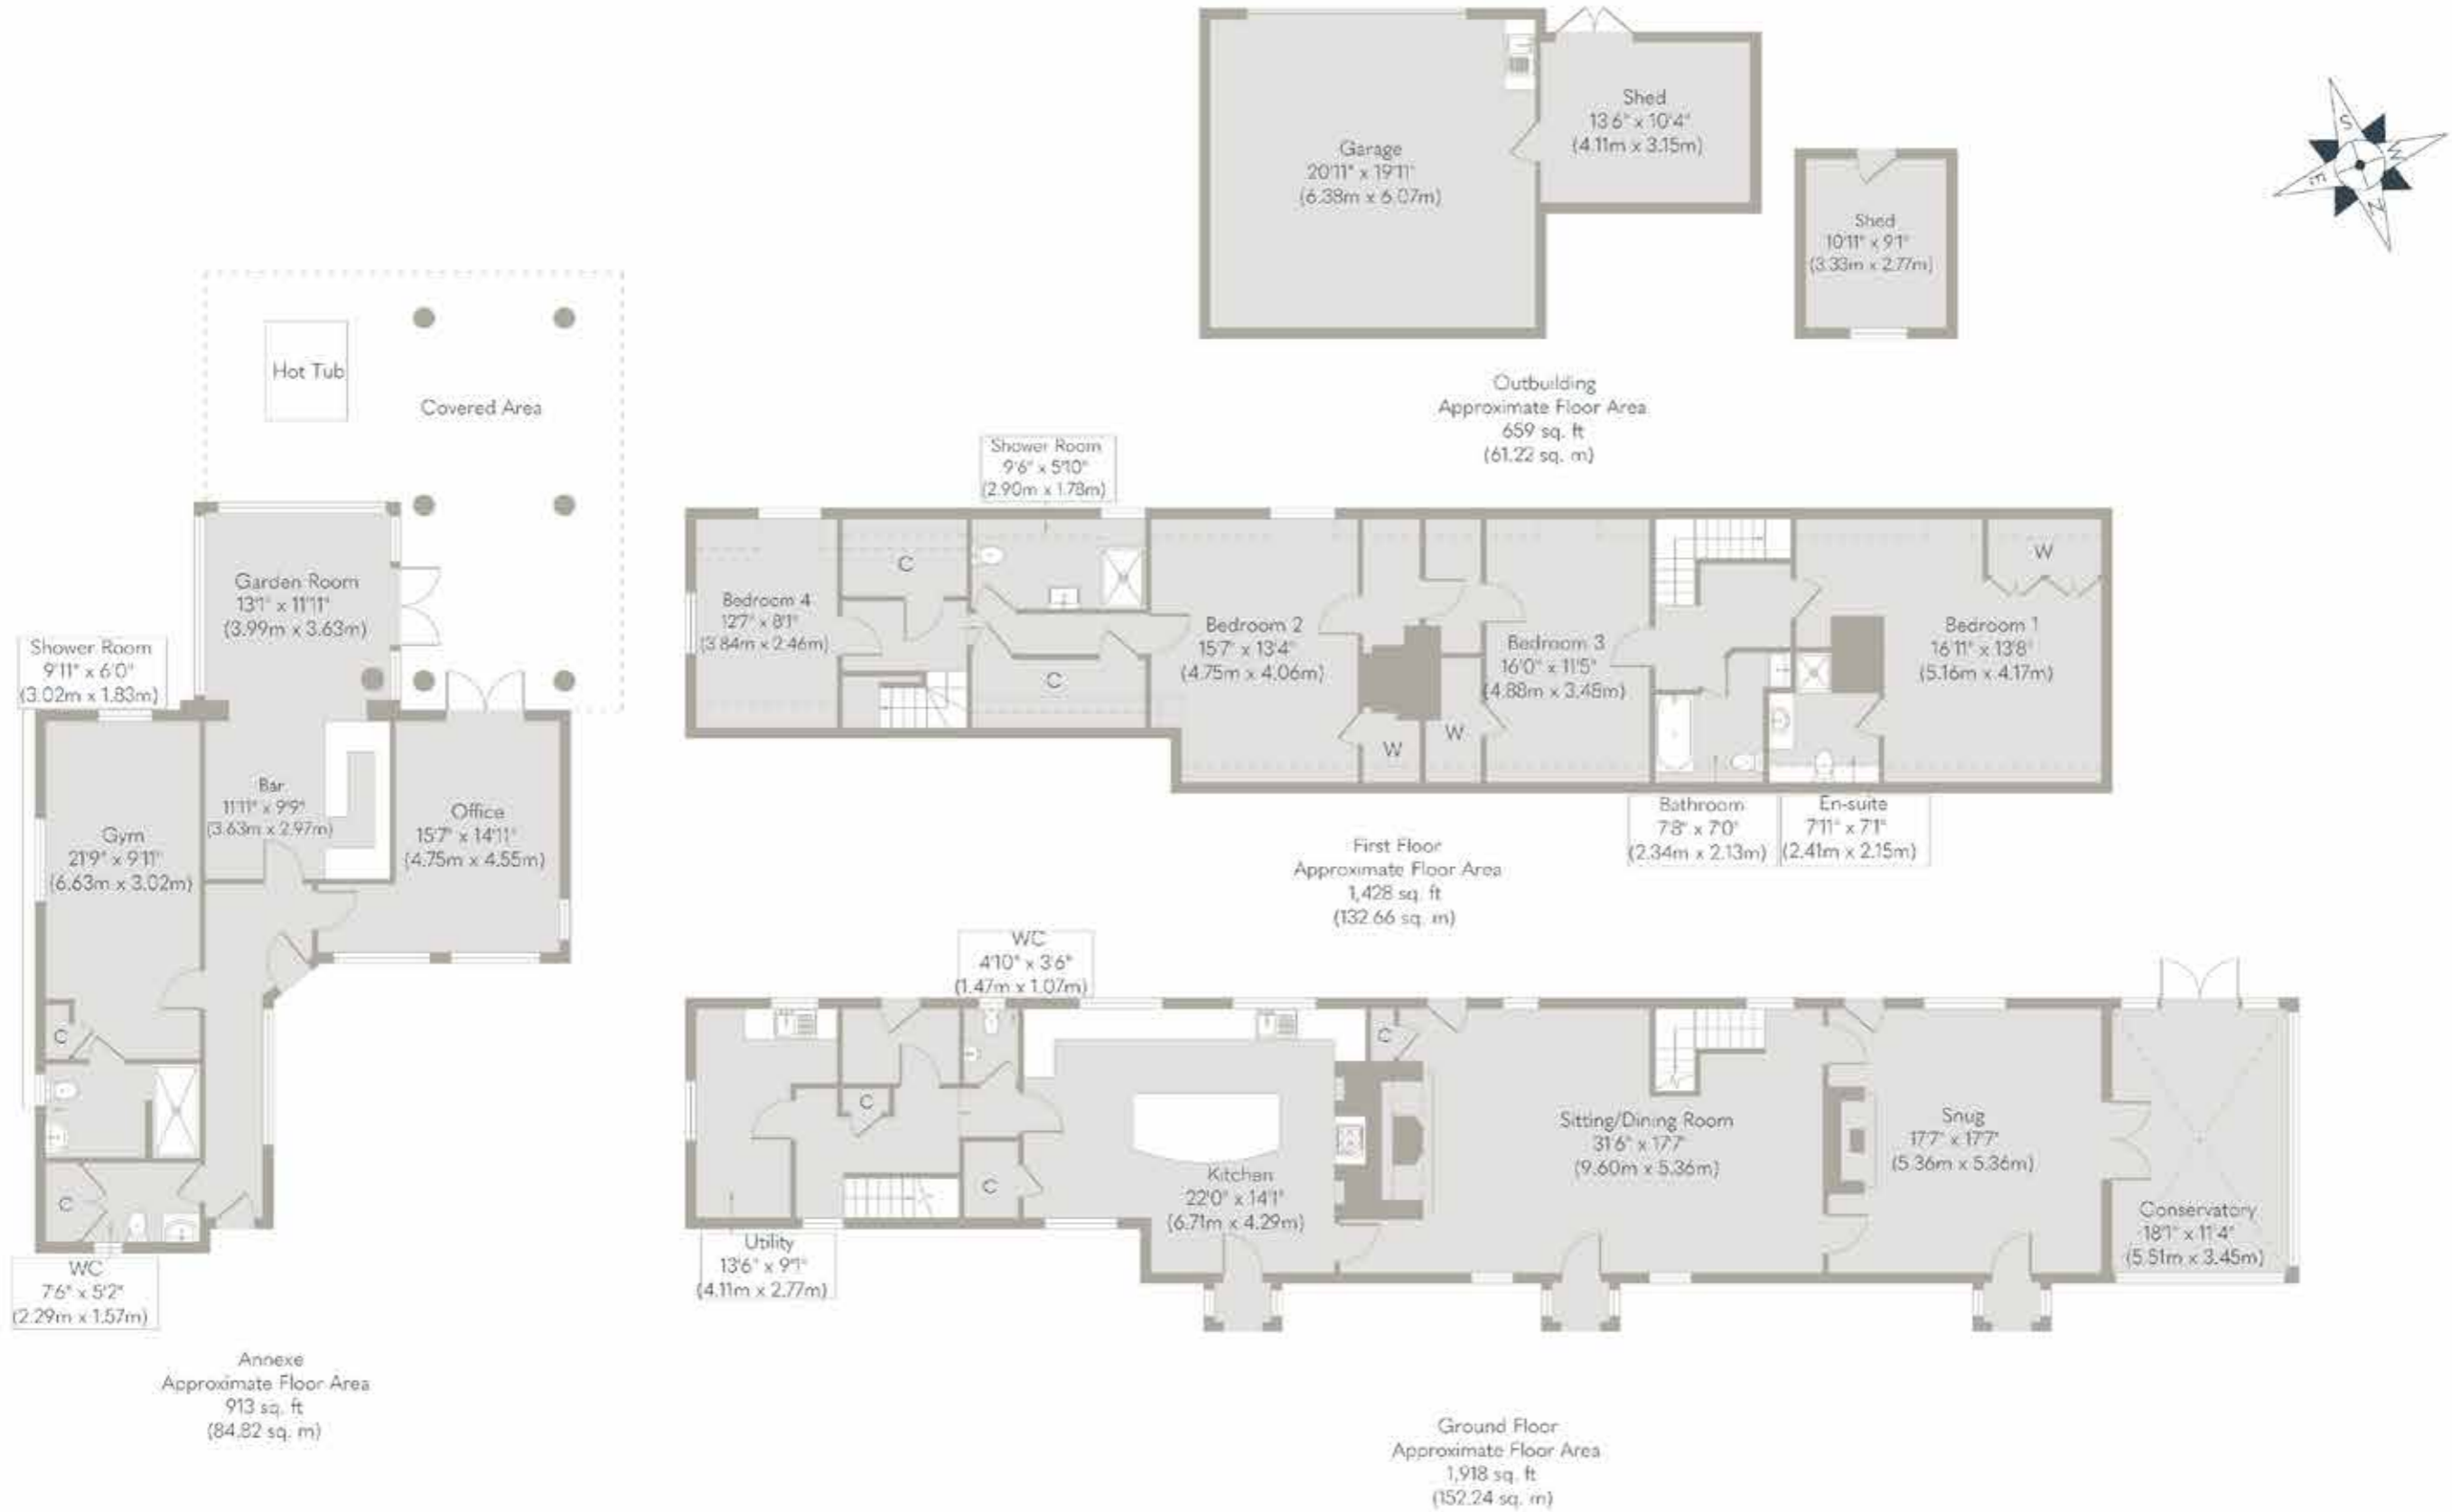 Garage
20'11" x 19'11"
(6.38m x 6.07m)
Shed
13'6" x 10'4"
(4.11m x 3.15m)
Shed
10'11" x 9'1"
(3.33m x 2.77m)
S
W
E
N
Outbuilding
Approximate Floor Area
659 sq. ft
(61.22 sq. m)
Hot Tub
Covered Area
Garden Room
13'1" x 11'11"
(3.99m x 3.63m)
Shower Room
9'11" x 6'0"
(3.02m x 1.83m)
Bar
11'11" x 9'9"
(3.63m x 2.97m)
Office
15'7" x 14'11"
(4.75m x 4.55m)
Gym
21'9" x 9'11"
(6.63m x 3.02m)
C
C
WC
7'6" x 5'2"
(2.29m x 1.57m)
Annexe
Approximate Floor Area
913 sq. ft
(84.82 sq. m)
Shower Room
9'6" x 5'10"
(2.90m x 1.78m)
Bedroom 4
12'7" x 8'1"
(3.84m x 2.46m)
C
C
Bedroom 2
15'7" x 13'4"
(4.75m x 4.06m)
W
W
Bedroom 3
16'0" x 11'5"
(4.88m x 3.48m)
W
Bedroom 1
16'11" x 13'8"
(5.16m x 4.17m)
Bathroom
7'8" x 7'0"
(2.34m x 2.13m)
En-suite
7'11" x 7'1"
(2.41m x 2.15m)
First Floor
Approximate Floor Area
1,428 sq. ft
(132.66 sq. m)
WC
4'10" x 3'6"
(1.47m x 1.07m)
C
C
C
Kitchen
22'0" x 14'1"
(6.71m x 4.29m)
Sitting/Dining Room
31'6" x 17'7"
(9.60m x 5.36m)
Snug
17'7" x 17'7"
(5.36m x 5.36m)
Conservatory
18'1" x 11'4"
(5.51m x 3.45m)
Utility
13'6" x 9'1"
(4.11m x 2.77m)
Ground Floor
Approximate Floor Area
1,918 sq. ft
(152.24 sq. m)